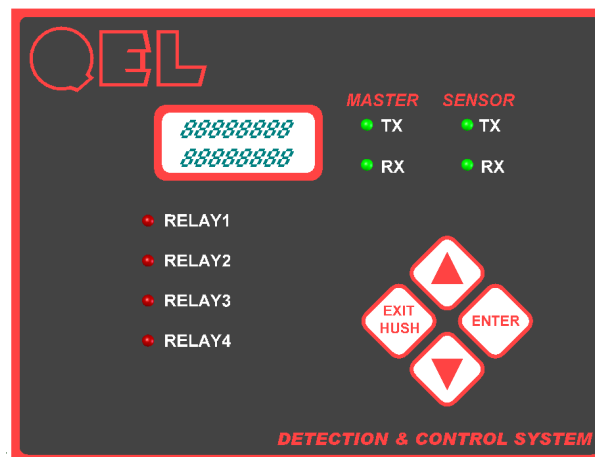 QEL
MASTER SENSOR
88888888
88888888
TX TX
RX RX
RELAY1
RELAY2
RELAY3
RELAY4
EXIT
HUSH
ENTER
DETECTION & CONTROL SYSTEM